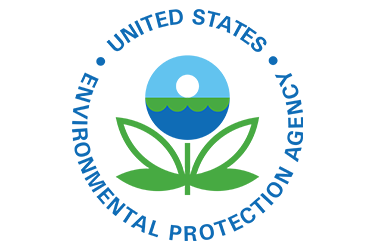 UNITED STATES
ENVIRONMENTAL PROTECTION AGENCY